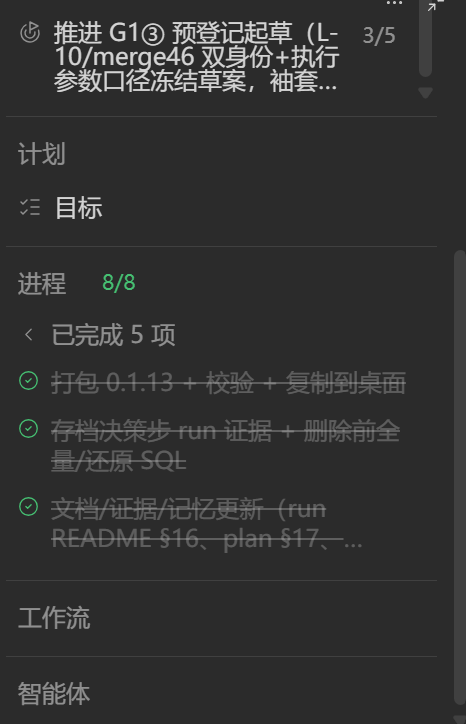 推进 G1③ 预登记起草（L-
10/merge46 双身份+执行
参数口径冻结草案，袖套...
3/5
计划
目标
进程 8/8
已完成 5 项
打包 0.1.13 + 校验 + 复制到桌面
存档决策步 run 证据 + 删除前全
量/还原 SQL
文档/证据/记忆更新（run
README §16、plan §17、...
工作流
智能体